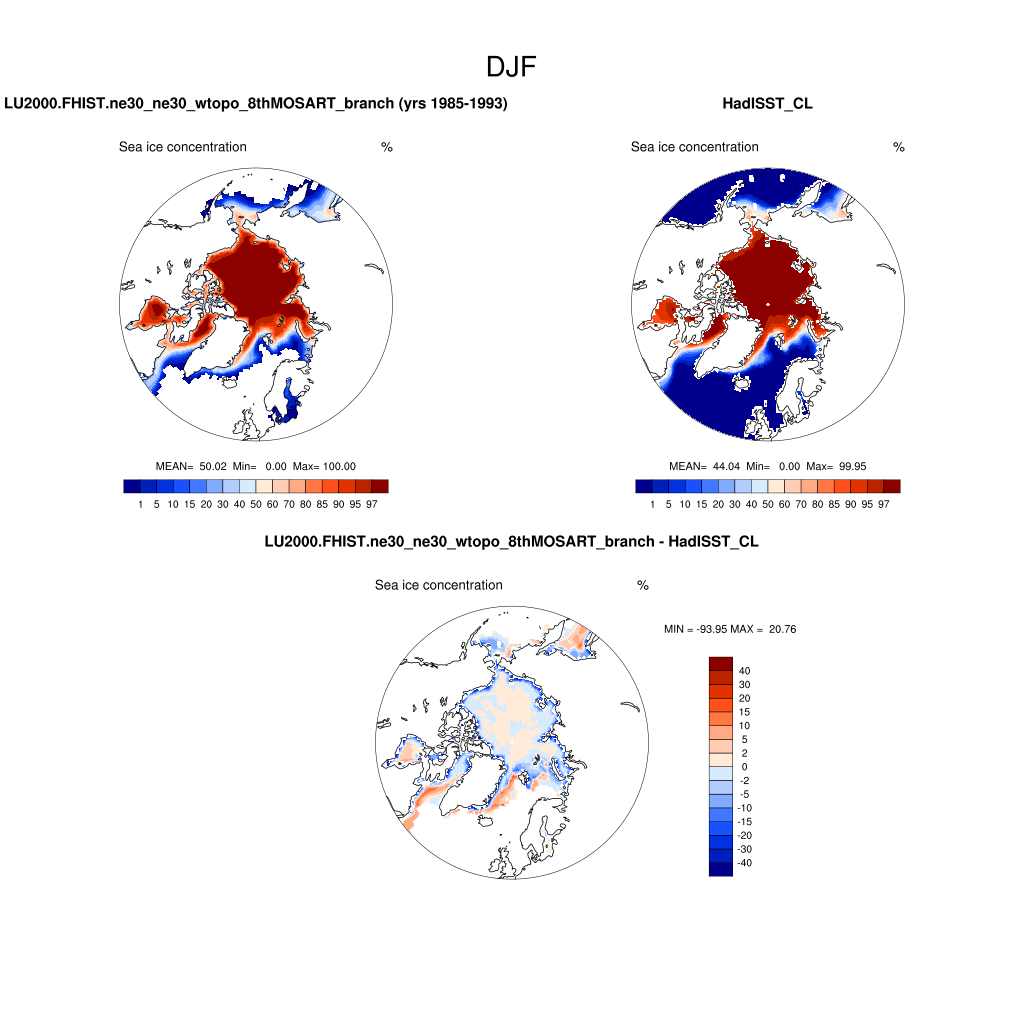 DJF
LU2000.FHIST.ne30_ne30_wtopo_8thMOSART_branch (yrs 1985-1993)
HadISST_CL
Sea ice concentration %
Sea ice concentration %
MEAN= 50.02 Min= 0.00 Max= 100.00
MEAN= 44.04 Min= 0.00 Max= 99.95
1 5 10 15 20 30 40 50 60 70 80 85 90 95 97
1 5 10 15 20 30 40 50 60 70 80 85 90 95 97
LU2000.FHIST.ne30_ne30_wtopo_8thMOSART_branch - HadISST_CL
Sea ice concentration %
MIN = -93.95 MAX = 20.76
40
30
20
15
10
5
2
0
-2
-5
-10
-15
-20
-30
-40